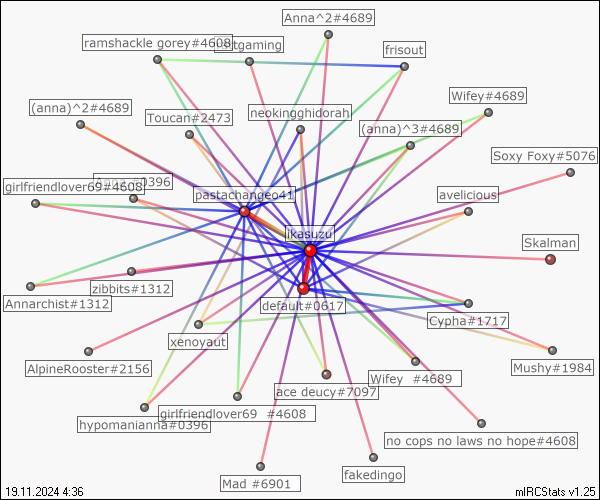 Anna^2#4689
ramshackle gorey#4608
frisout
Wifey#4689
(anna)^2#4689
Toucan#2473
neokingghidorah
(anna)^3#4689
Soxy Foxy#5076
girlfriendlover69#4608
pastachangeo41
avelicious
ikasuzu
Skalman
zibbits#1312
Annarchist#1312
default#0617
Cypha#1717
xenoyaut
AlpineRooster#2156
Mushy#1984
ace deucy#7097
Wifey #4689
girlfriendlover69 #4608
hypomanianna#0396
no cops no laws no hope#4608
Mad #6901
fakedingo
19.11.2024 4:36
mIRCStats v1.25